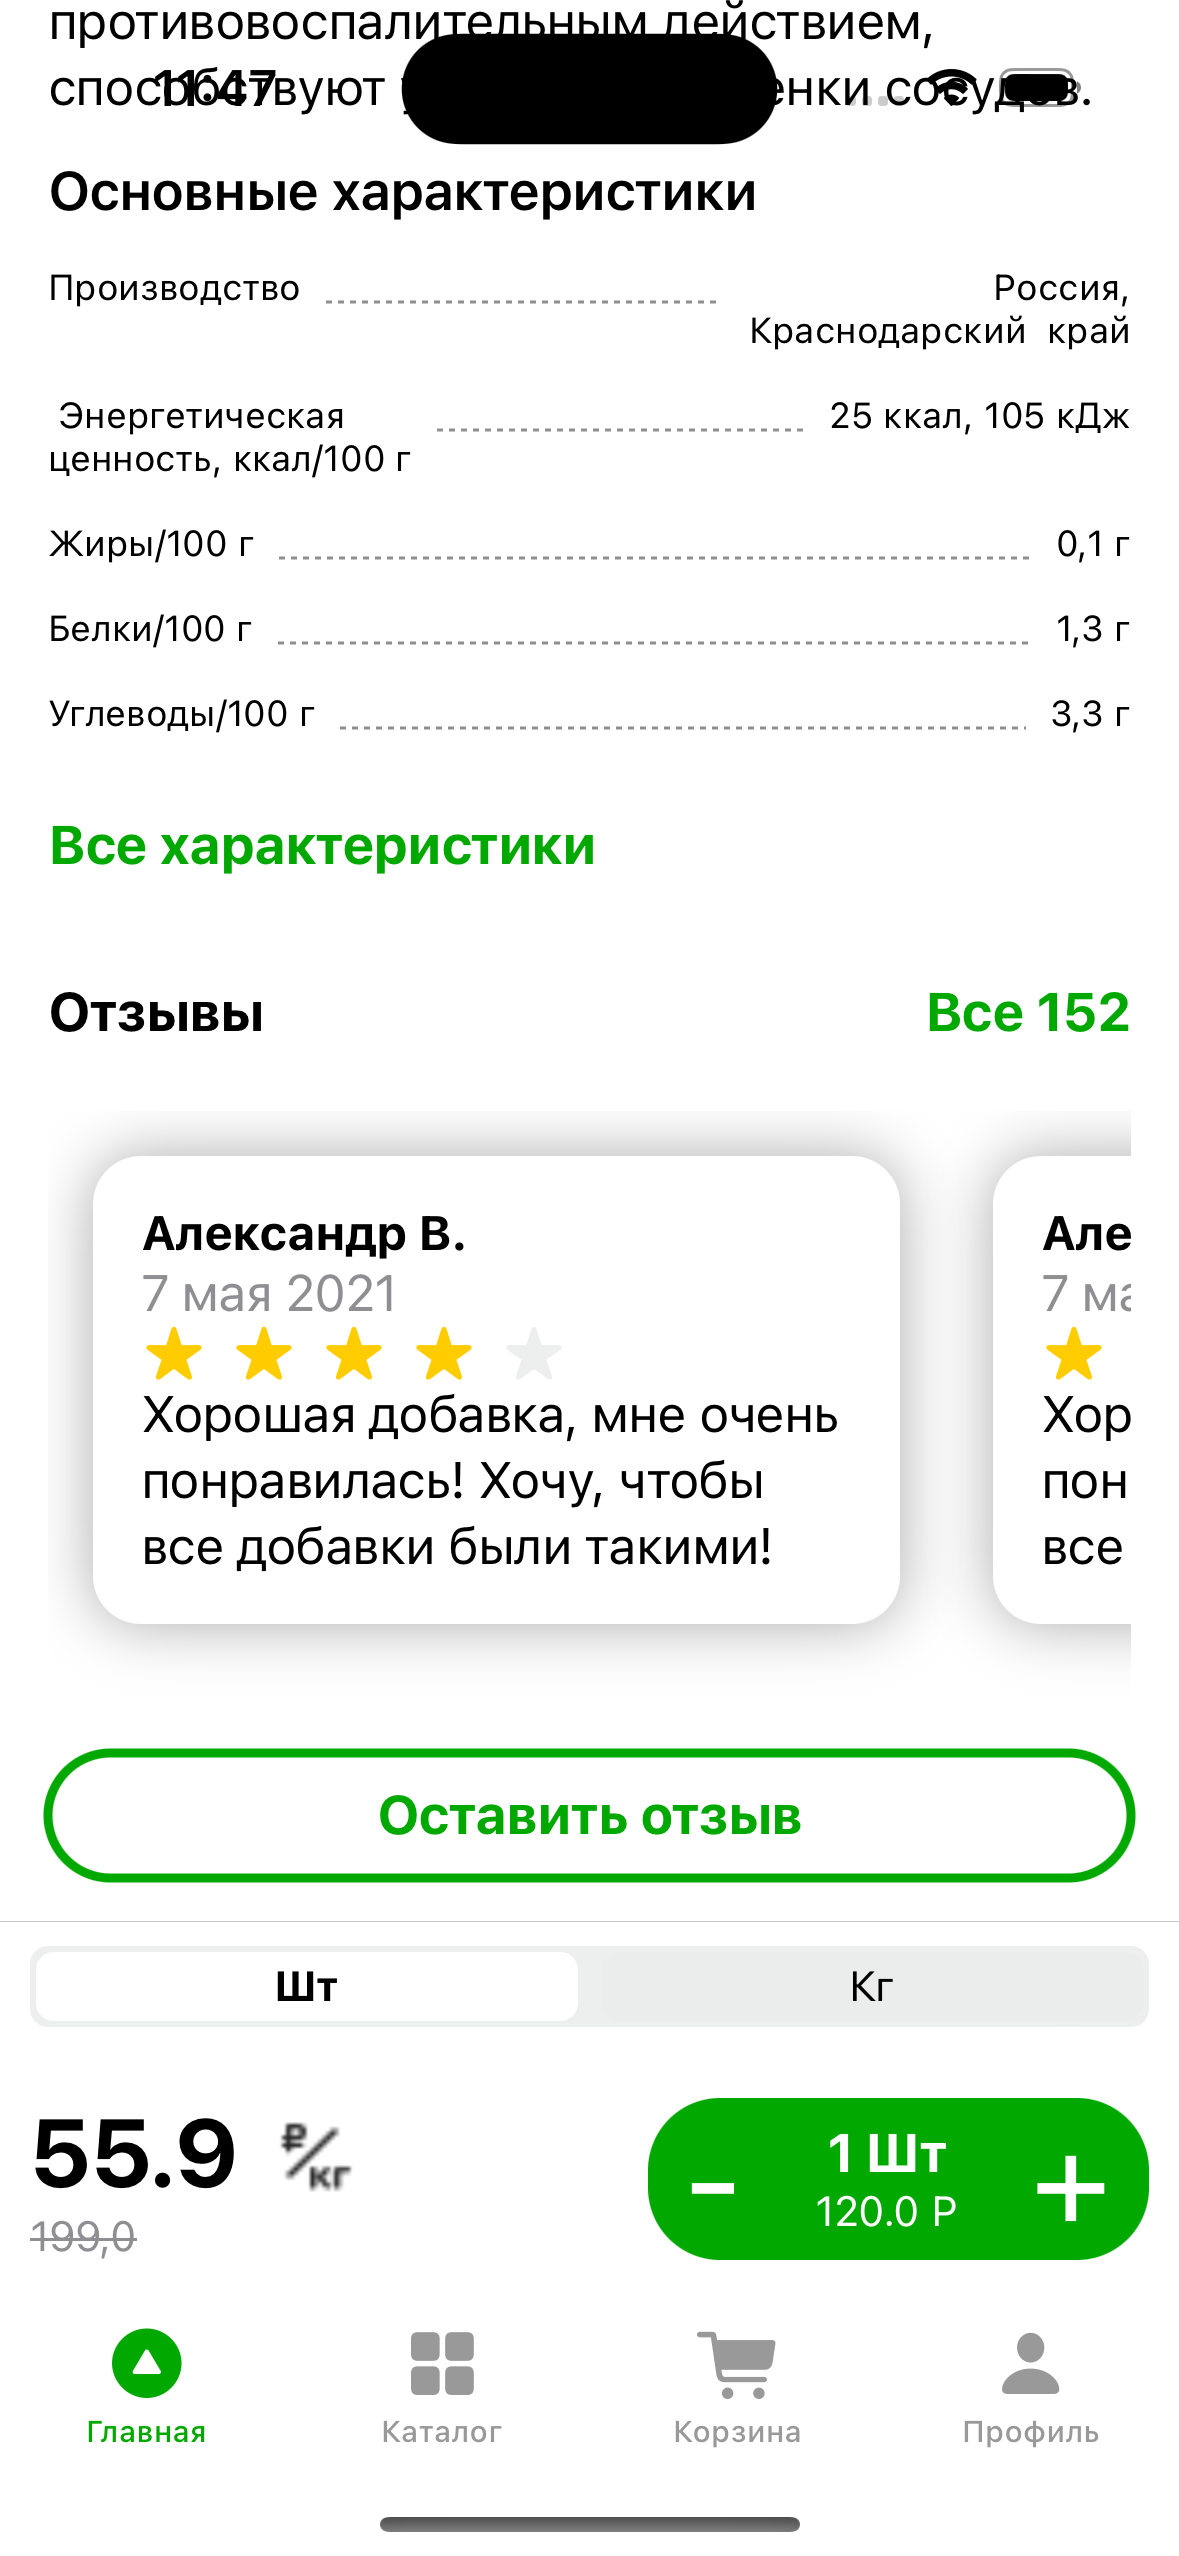 противовоспалительным действием,
способствуют
енки сосудов.
11:47
Основные характеристики
Производство
Россия,
Краснодарский край
Энергетическая
ценность, ккал/100 г
25 ккал, 105 кДж
Жиры/100 г
0,1 г
Белки/100 г
1,3 г
Углеводы/100 г
3,3 г
Все характеристики
Отзывы
Все 152
Александр В.
7 мая 2021
Хорошая добавка, мне очень
понравилась! Хочу, чтобы
все добавки были такими!
Але
7 ма
Хор
пон
все
Оставить отзыв
Шт
Кг
55.9
₽/кг
199,0
1 Шт
120.0 Р
Главная
Каталог
Корзина
Профиль